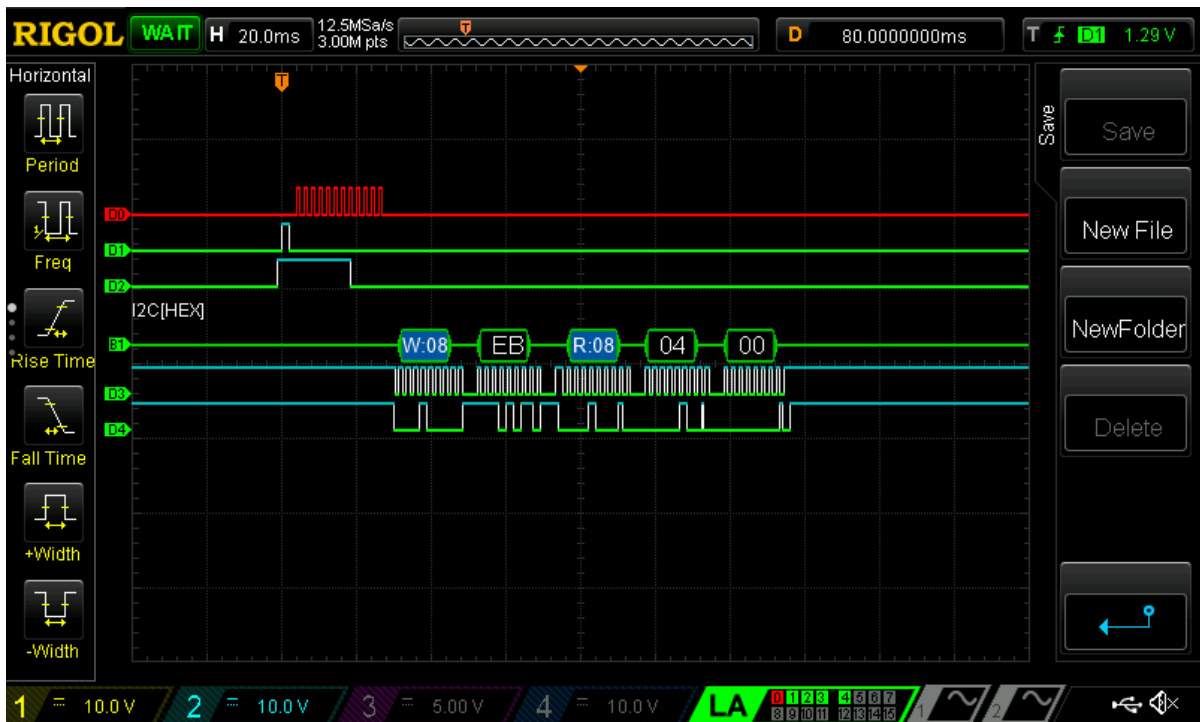 RIGOL WAIT H 20.0ms 12.5MSa/s 3.00M pts T D 80.0000000ms T D1 1.29 V
Horizontal
Period
Freq
Rise Time
Fall Time
+Width
-Width
T
D0
D1
D2
I2C[HEX]
B1 W:08 EB R:08 04 00
D3
D4
Save
Save
New File
NewFolder
Delete
1 = 10.0 V 2 = 10.0 V 3 = 5.00 V 4 = 10.0 V LA 0 1 2 3 4 5 6 7 1 2
8 9 10 11 12 13 14 15